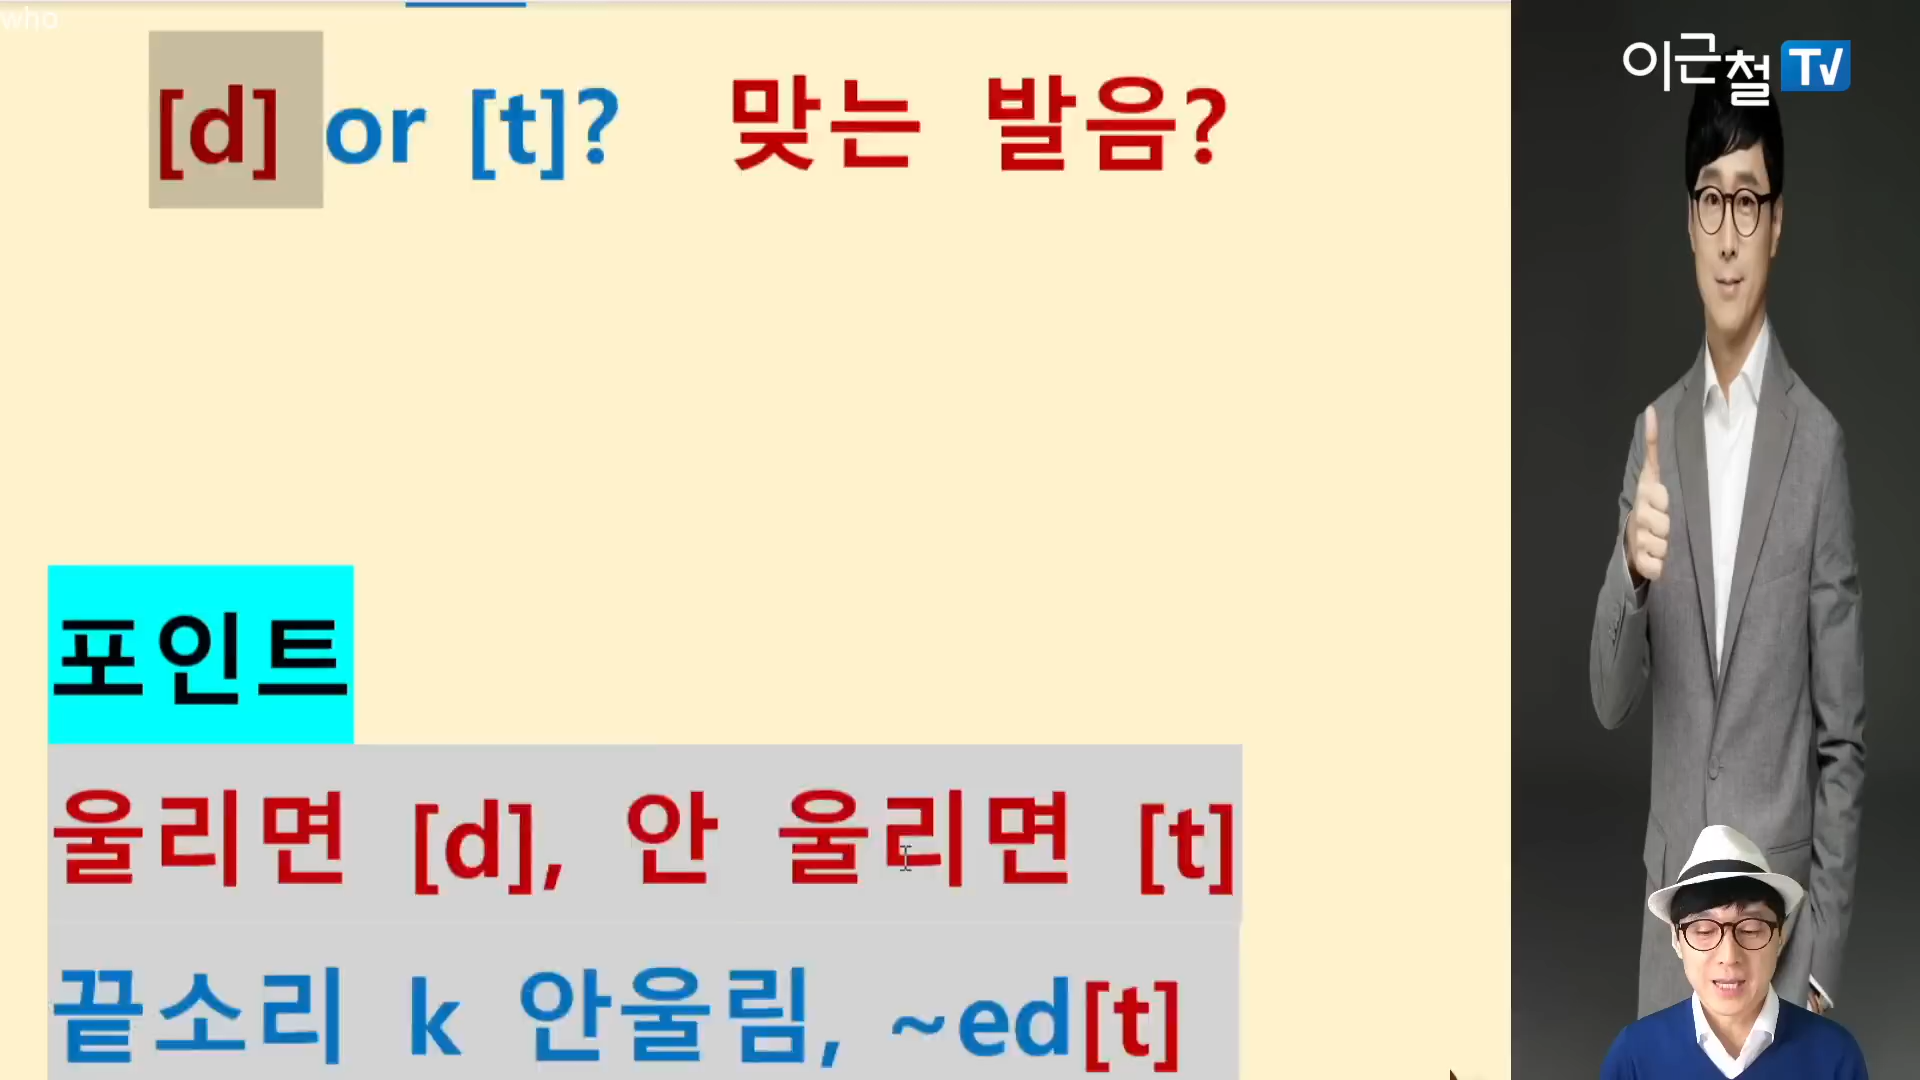 who
[d] or [t]? 맞는 발음?
이근철 TV
포인트
울리면 [d], 안 울리면 [t]
끝소리 k 안울림, ~ed[t]